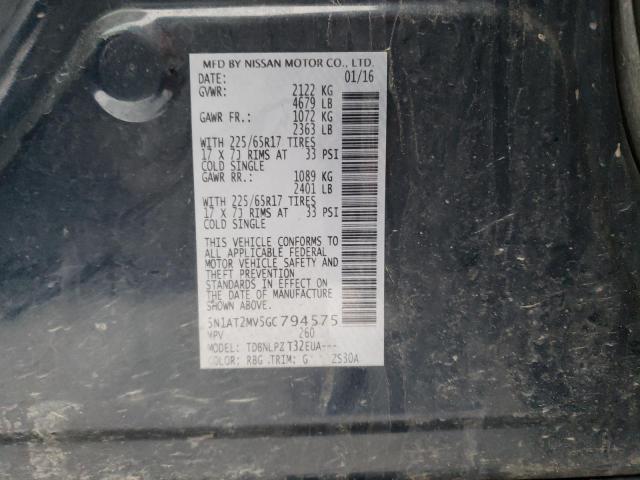 MFD BY NISSAN MOTOR CO., LTD.
DATE: 01/16
GVWR: 2122 KG
4679 LB
GAWR FR.: 1072 KG
2363 LB
WITH 225/65R17 TIRES
17 X 7J RIMS AT 33 PSI
COLD SINGLE
GAWR RR.: 1089 KG
2401 LB
WITH 225/65R17 TIRES
17 X 7J RIMS AT 33 PSI
COLD SINGLE
THIS VEHICLE CONFORMS TO
ALL APPLICABLE FEDERAL
MOTOR VEHICLE SAFETY AND
THEFT PREVENTION
STANDARDS IN EFFECT ON
THE DATE OF MANUFACTURE
SHOWN ABOVE.
5N1AT2MV5GC794575
MPV 260
MODEL: TDBNLPZ T32EUA---
COLOR: RBG TRIM: G ZS30A